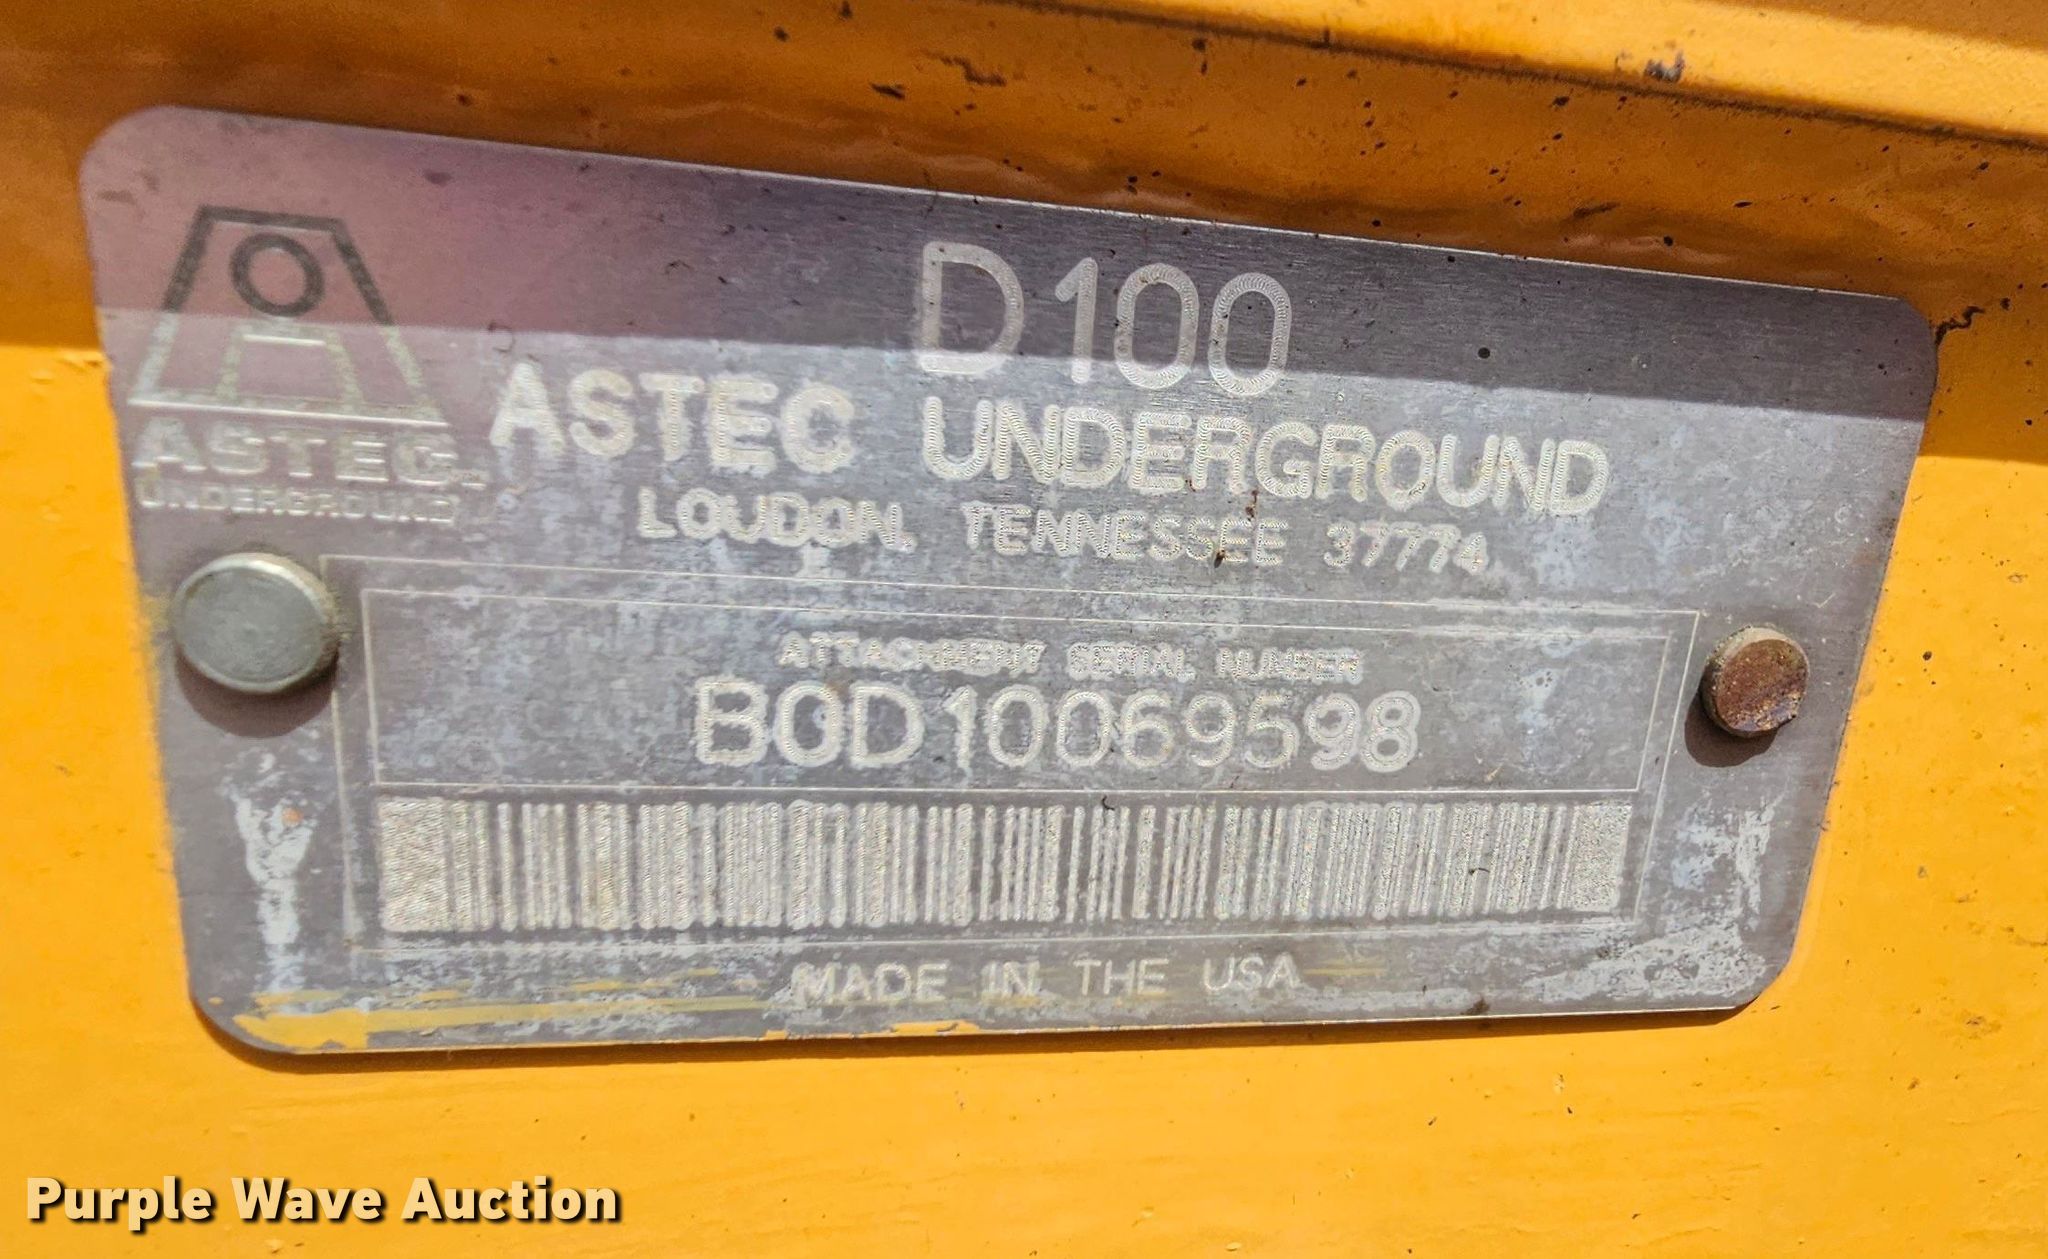 D100
ASTEC UNDERGROUND
LOUDON, TENNESSEE 37774
ASTEC
UNDERGROUND
ATTACHMENT SERIAL NUMBER
B0D10069598
MADE IN THE USA
Purple Wave Auction